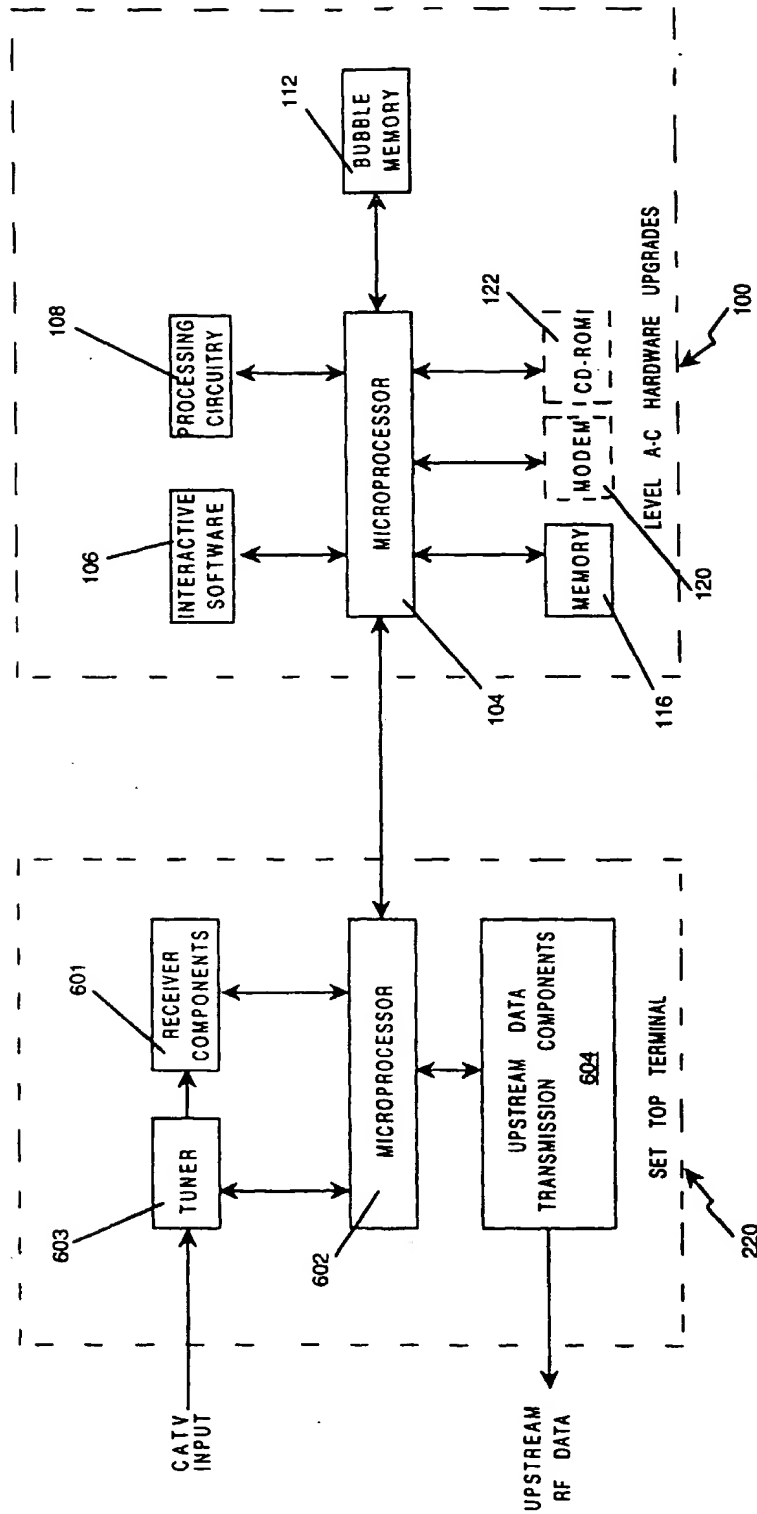 CATV
INPUT
603
TUNER
601
RECEIVER
COMPONENTS
MICROPROCESSOR
602
UPSTREAM DATA
TRANSMISSION COMPONENTS
604
UPSTREAM
RF DATA
SET TOP TERMINAL
220
106
INTERACTIVE
SOFTWARE
108
PROCESSING
CIRCUITRY
MICROPROCESSOR
104
112
BUBBLE
MEMORY
MEMORY
116
MODEM
120
CD-ROM
122
LEVEL A-C HARDWARE UPGRADES
100